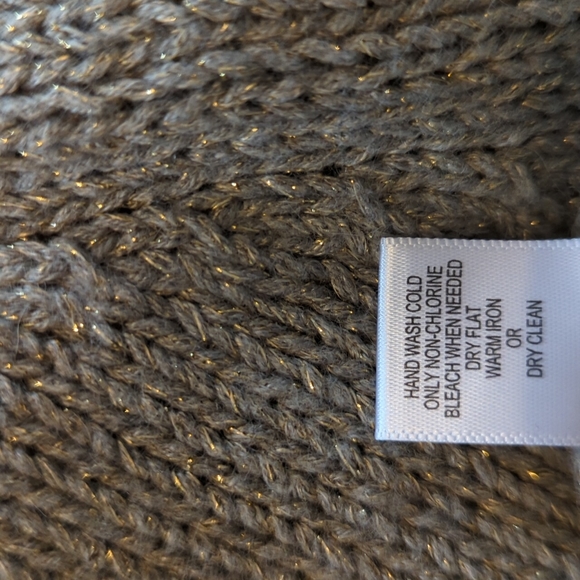 HAND WASH COLD
ONLY NON-CHLORINE
BLEACH WHEN NEEDED
DRY FLAT
WARM IRON
OR
DRY CLEAN